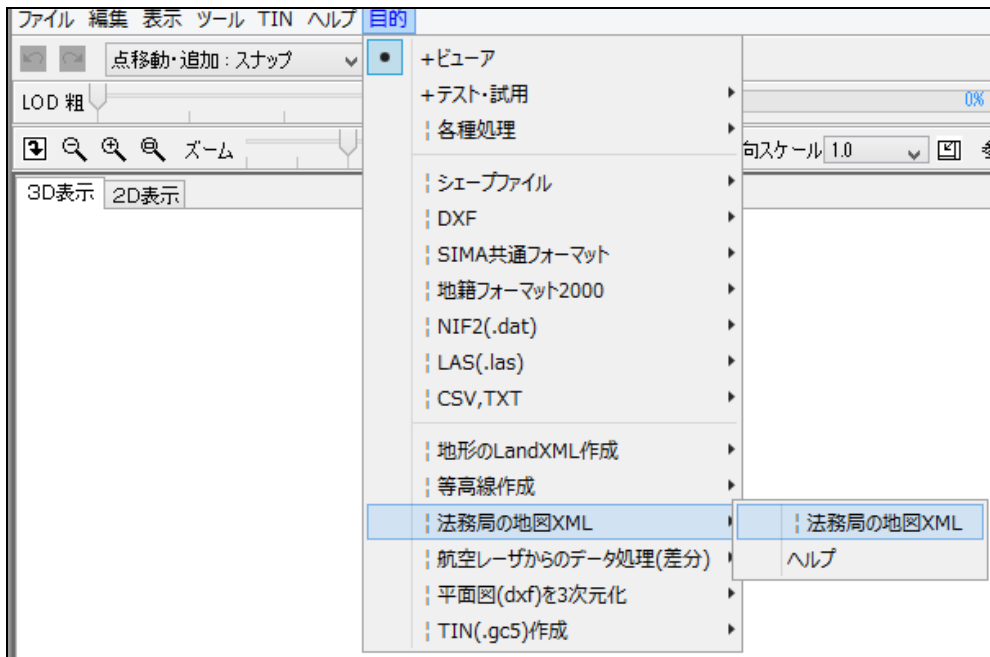 ファイル 編集 表示 ツール TIN ヘルプ 目的
点移動・追加：スナップ
LOD 粗
0%
ズーム
向スケール 1.0
3D表示 2D表示
+ビューア
+テスト・試用
¦各種処理
¦シェープファイル
¦DXF
¦SIMA共通フォーマット
¦地籍フォーマット2000
¦NIF2(.dat)
¦LAS(.las)
¦CSV,TXT
¦地形のLandXML作成
¦等高線作成
¦法務局の地図XML
¦航空レーザからのデータ処理(差分)
¦平面図(dxf)を3次元化
¦TIN(.gc5)作成
¦法務局の地図XML
ヘルプ